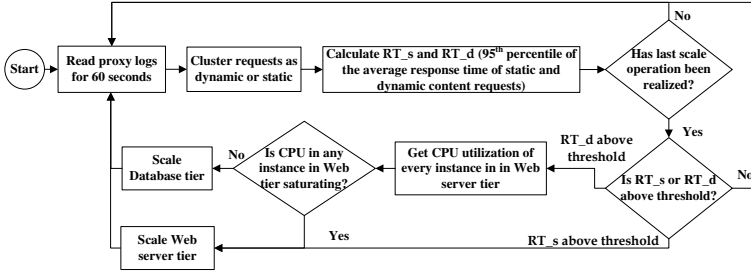 No
Start
Read proxy logs
for 60 seconds
Cluster requests as
dynamic or static
Calculate RT_s and RT_d (95th percentile of
the average response time of static and
dynamic content requests)
Has last scale
operation been
realized?
Yes
RT_d above
threshold
Is RT_s or RT_d
above threshold?
No
Get CPU utilization of
every instance in in Web
server tier
Is CPU in any
instance in Web
tier saturating?
No
Scale
Database tier
Yes
RT_s above threshold
Scale Web
server tier